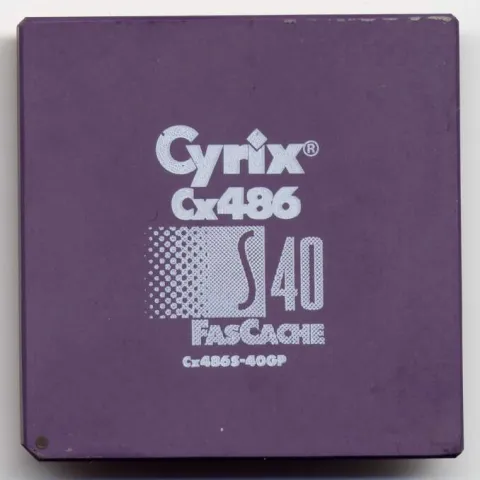 Cyrix®
Cx486
S 40
FASCACHE
Cx486S-40GP